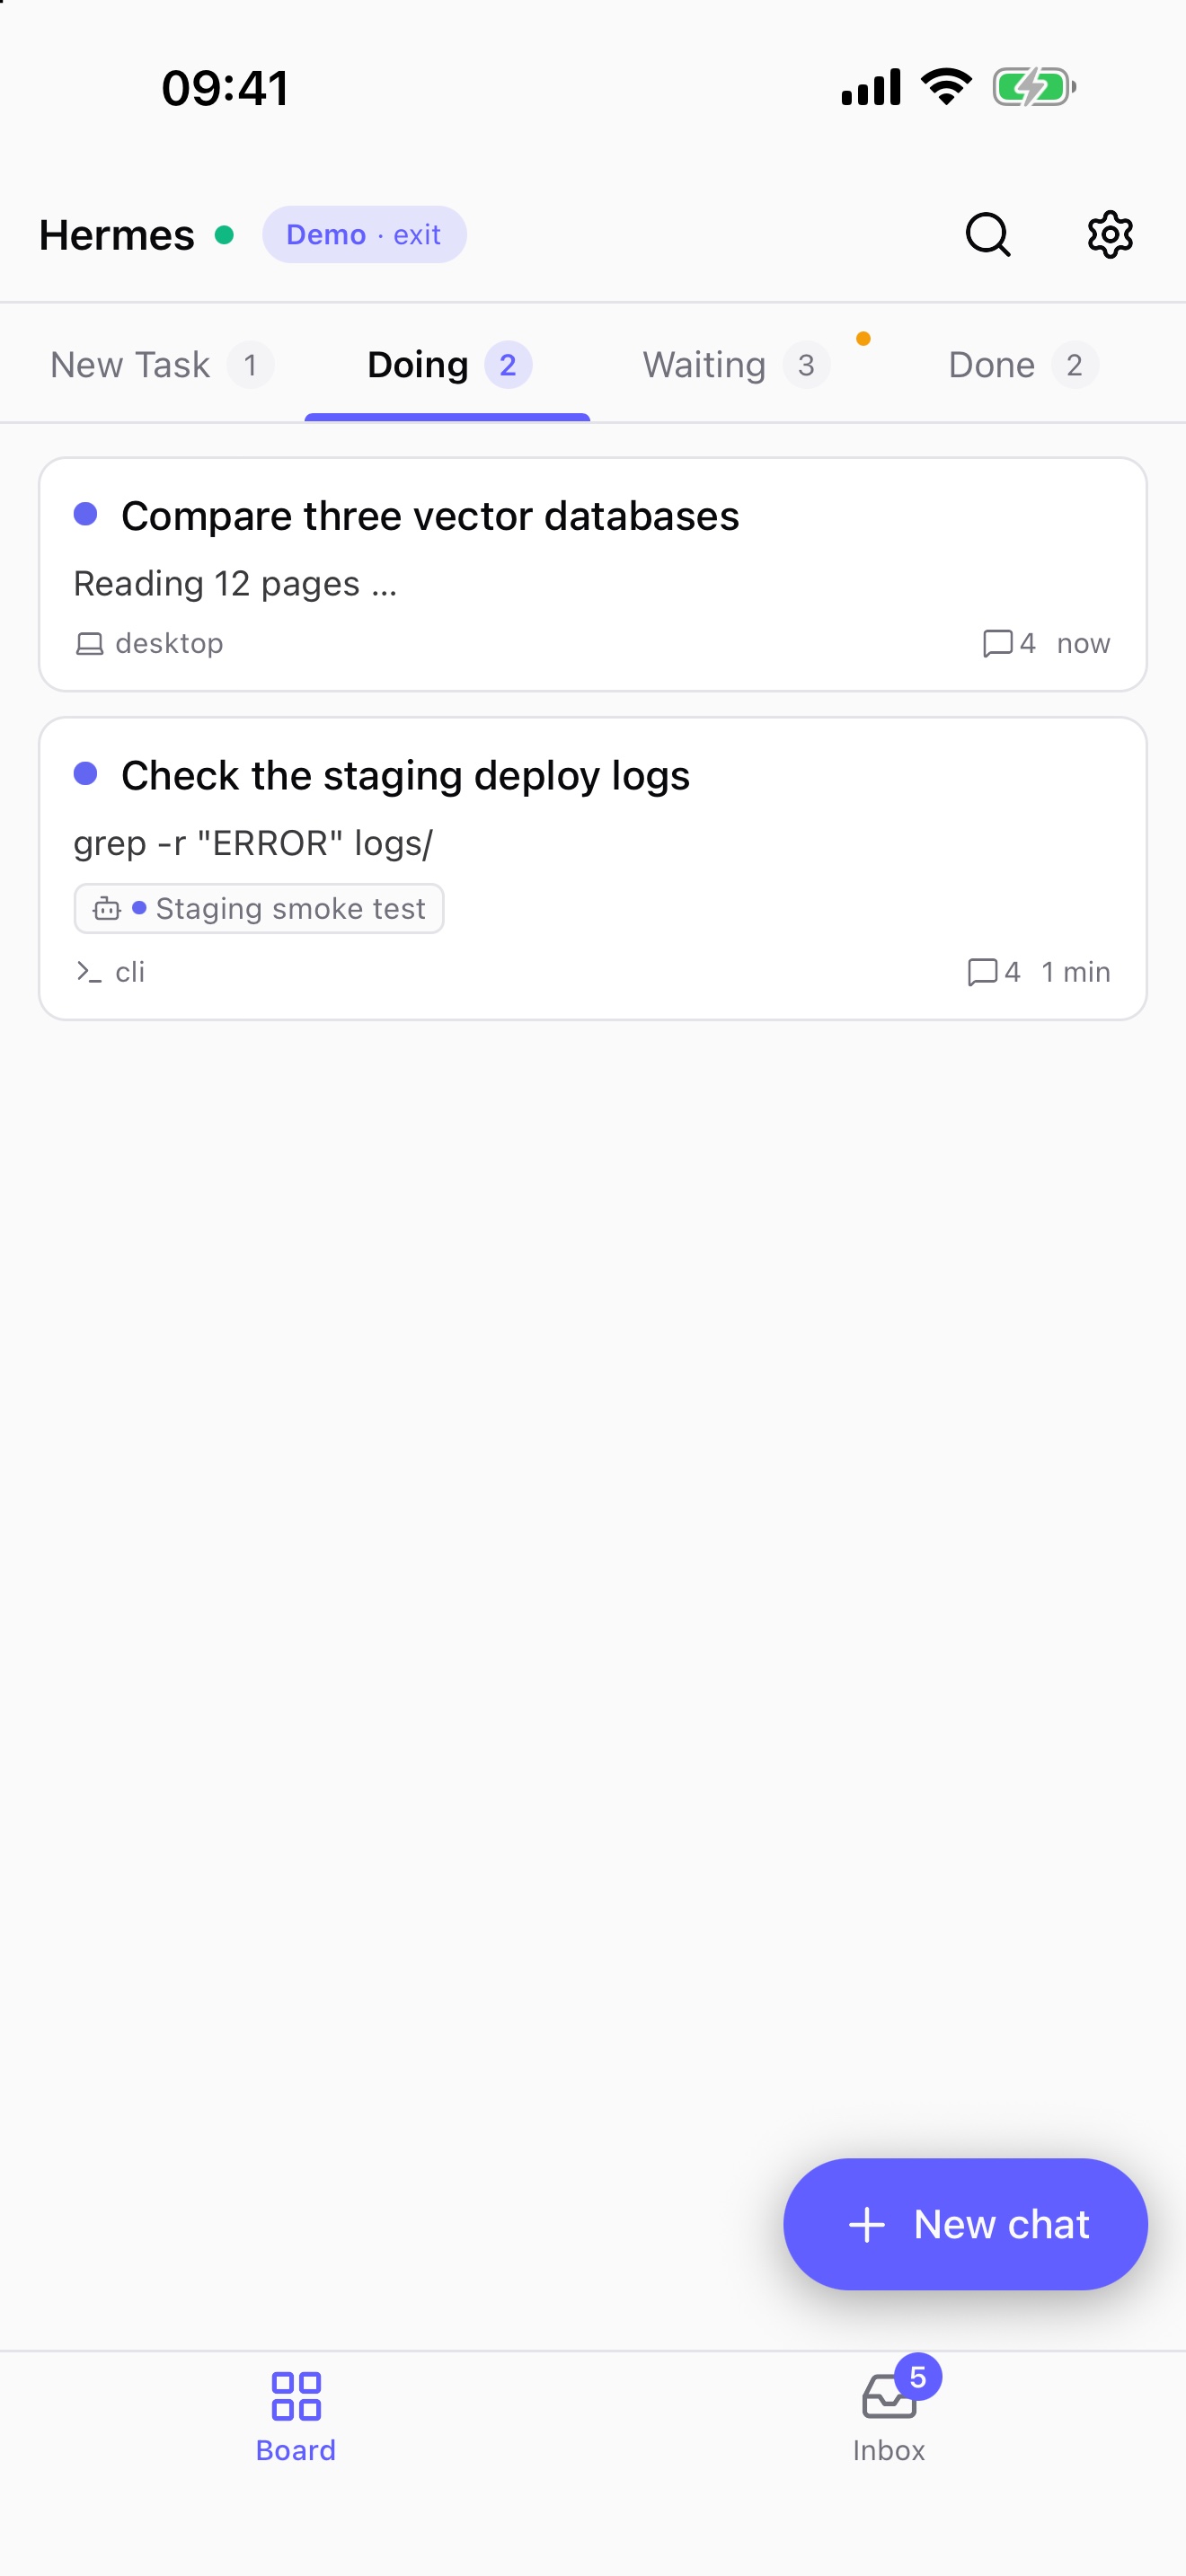 09:41
Hermes Demo · exit
New Task 1 Doing 2 Waiting 3 Done 2
Compare three vector databases
Reading 12 pages ...
desktop 4 now
Check the staging deploy logs
grep -r "ERROR" logs/
Staging smoke test
cli 4 1 min
New chat
5
Board Inbox